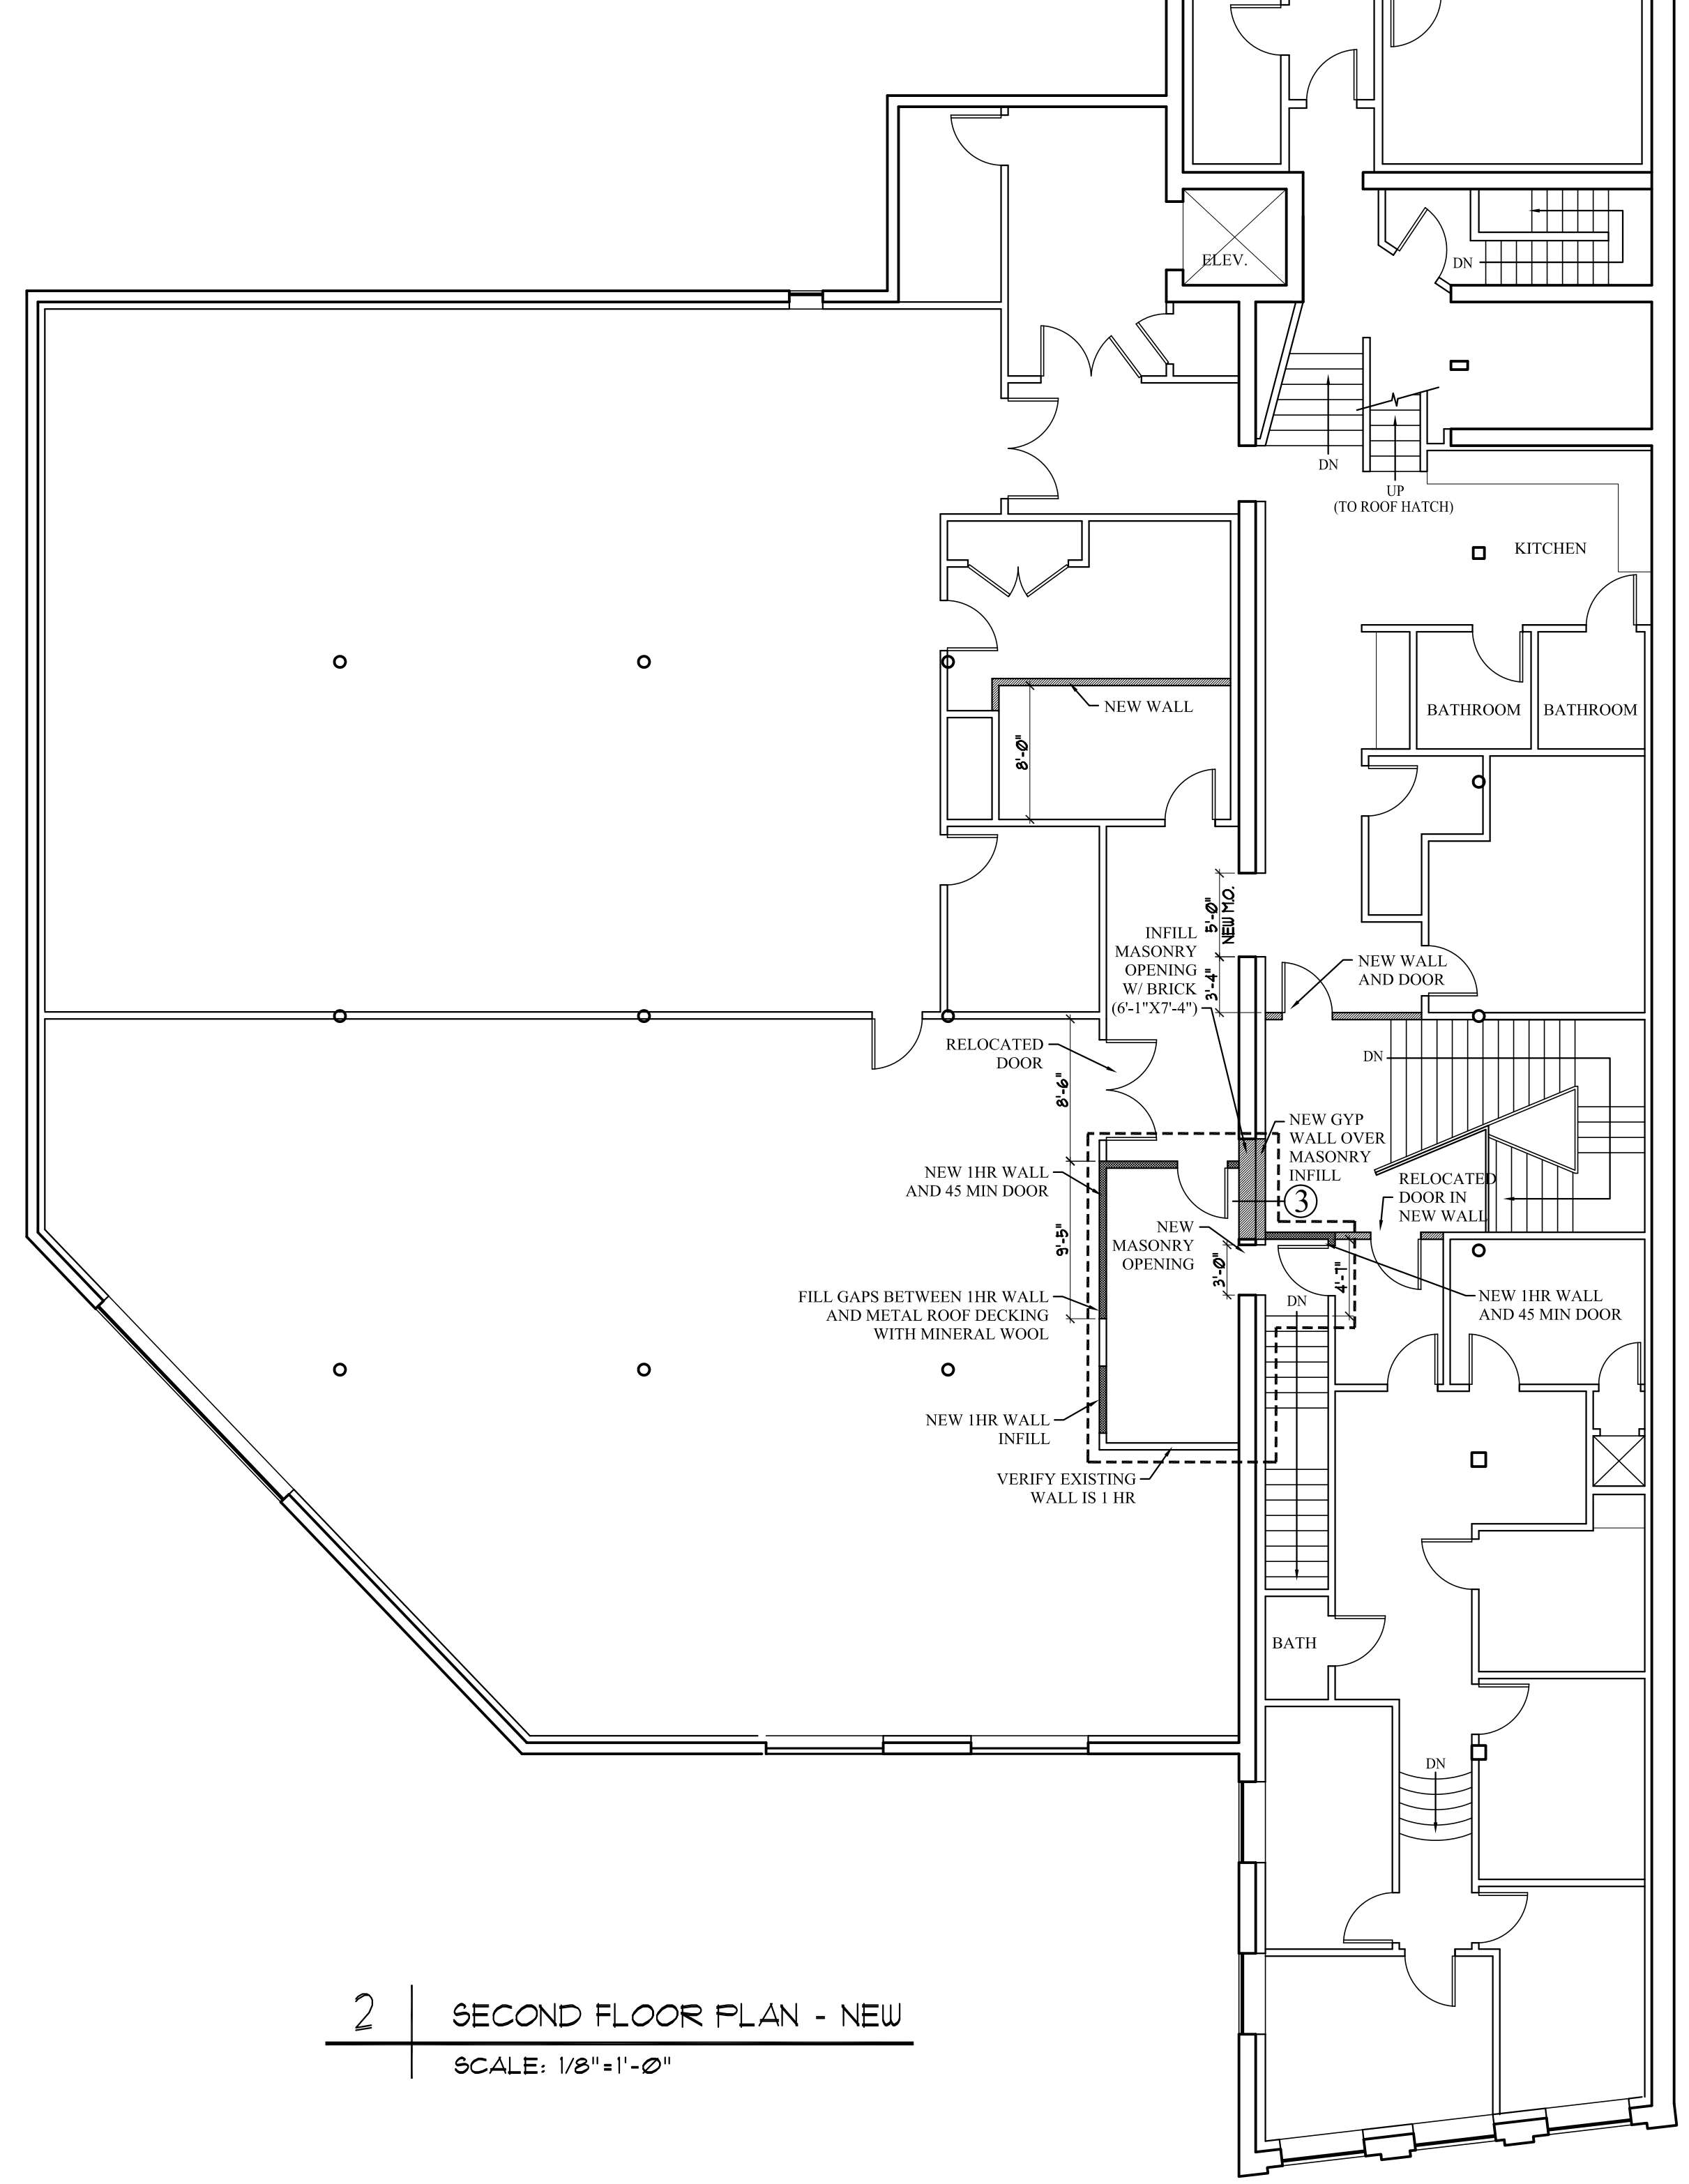 ELEV.
DN
DN
UP
(TO ROOF HATCH)
KITCHEN
NEW WALL
BATHROOM
BATHROOM
8'-0"
5'-0"
NEW M.O.
3'-4"
INFILL
MASONRY
OPENING
W/ BRICK
(6'-1"X7'-4")
NEW WALL
AND DOOR
RELOCATED
DOOR
DN
8'-6"
NEW GYP
WALL OVER
MASONRY
INFILL
NEW 1HR WALL
AND 45 MIN DOOR
RELOCATED
DOOR IN
NEW WALL
3
9'-5"
NEW
MASONRY
OPENING
3'-0"
4'-7"
FILL GAPS BETWEEN 1HR WALL
AND METAL ROOF DECKING
WITH MINERAL WOOL
DN
NEW 1HR WALL
AND 45 MIN DOOR
NEW 1HR WALL
INFILL
VERIFY EXISTING
WALL IS 1 HR
BATH
DN
2
SECOND FLOOR PLAN - NEW
SCALE: 1/8"=1'-0"